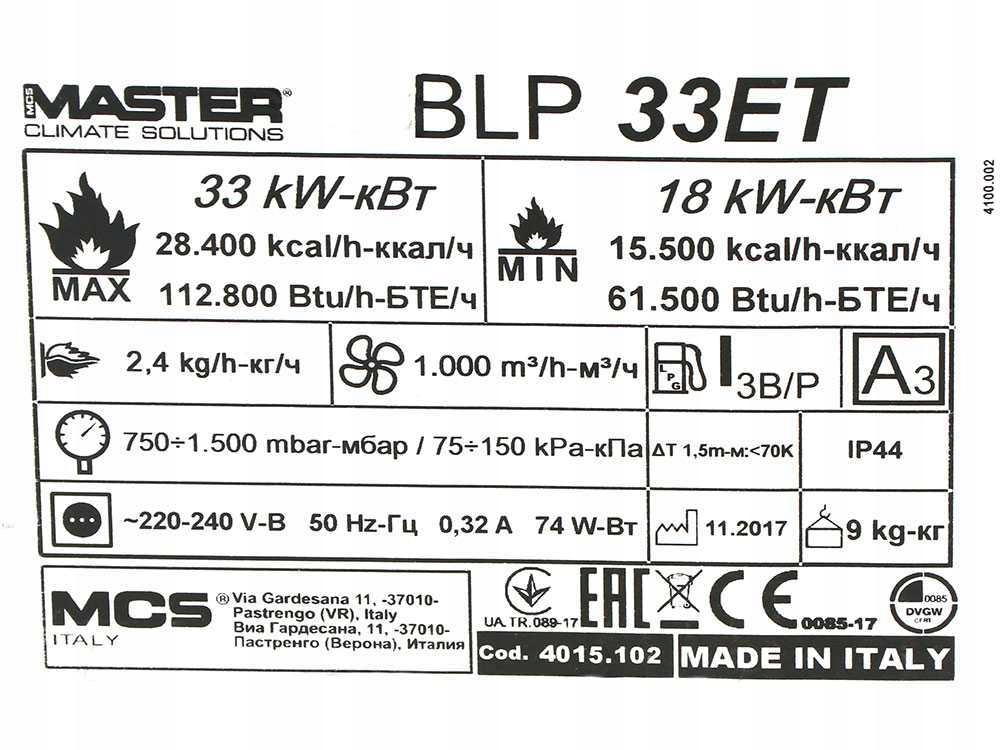 MCS MASTER®
CLIMATE SOLUTIONS
BLP 33ET
33 kW-кВт
28.400 kcal/h-ккал/ч
112.800 Btu/h-БТЕ/ч
MAX
18 kW-кВт
15.500 kcal/h-ккал/ч
61.500 Btu/h-БТЕ/ч
MIN
2,4 kg/h-кг/ч
1.000 m³/h-м³/ч
LPG
I3B/P
A3
750÷1.500 mbar-мбар / 75÷150 kPa-кПа
ΔT 1,5m-м:<70K
IP44
~220-240 V-В 50 Hz-Гц 0,32 A 74 W-Вт
11.2017
9 kg-кг
MCS®
ITALY
Via Gardesana 11, -37010-
Pastrengo (VR), Italy
Виа Гардесана, 11, -37010-
Пастренго (Верона), Италия
UA.TR.089-17
EAC
CE
0085-17
0085
DVGW
CERT
Cod. 4015.102
MADE IN ITALY
4100.002